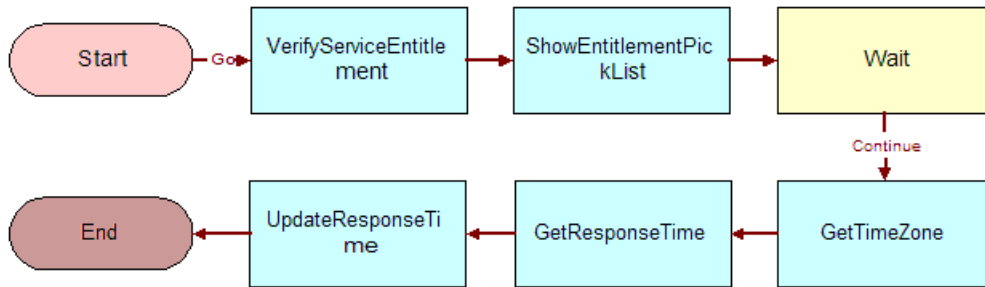 Start
Go
VerifyServiceEntitle
ment
ShowEntitlementPic
kList
Wait
Continue
End
UpdateResponseTi
me
GetResponseTime
GetTimeZone